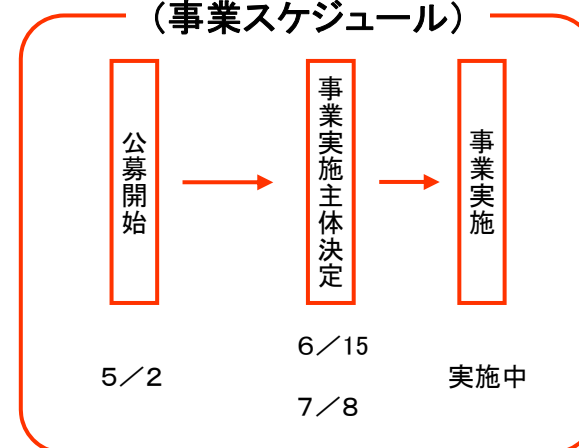 （事業スケジュール）
公募開始
事業実施主体決定
事業実施
５／２
６／15
７／８
実施中